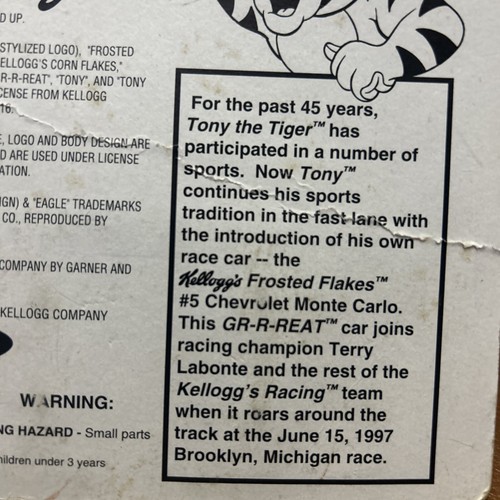 D UP.
STYLIZED LOGO), "FROSTED
ELLOGG'S CORN FLAKES,"
R-R-REAT", "TONY", AND "TONY
CENSE FROM KELLOGG
16.
E, LOGO AND BODY DESIGN ARE
D ARE USED UNDER LICENSE
ATION.
IGN) & "EAGLE" TRADEMARKS
CO., REPRODUCED BY
COMPANY BY GARNER AND
KELLOGG COMPANY
WARNING:
NG HAZARD - Small parts
hildren under 3 years
For the past 45 years,
Tony the Tiger™ has
participated in a number of
sports. Now Tony™
continues his sports
tradition in the fast lane with
the introduction of his own
race car -- the
Kellogg's Frosted Flakes™
#5 Chevrolet Monte Carlo.
This GR-R-REAT™ car joins
racing champion Terry
Labonte and the rest of the
Kellogg's Racing™ team
when it roars around the
track at the June 15, 1997
Brooklyn, Michigan race.